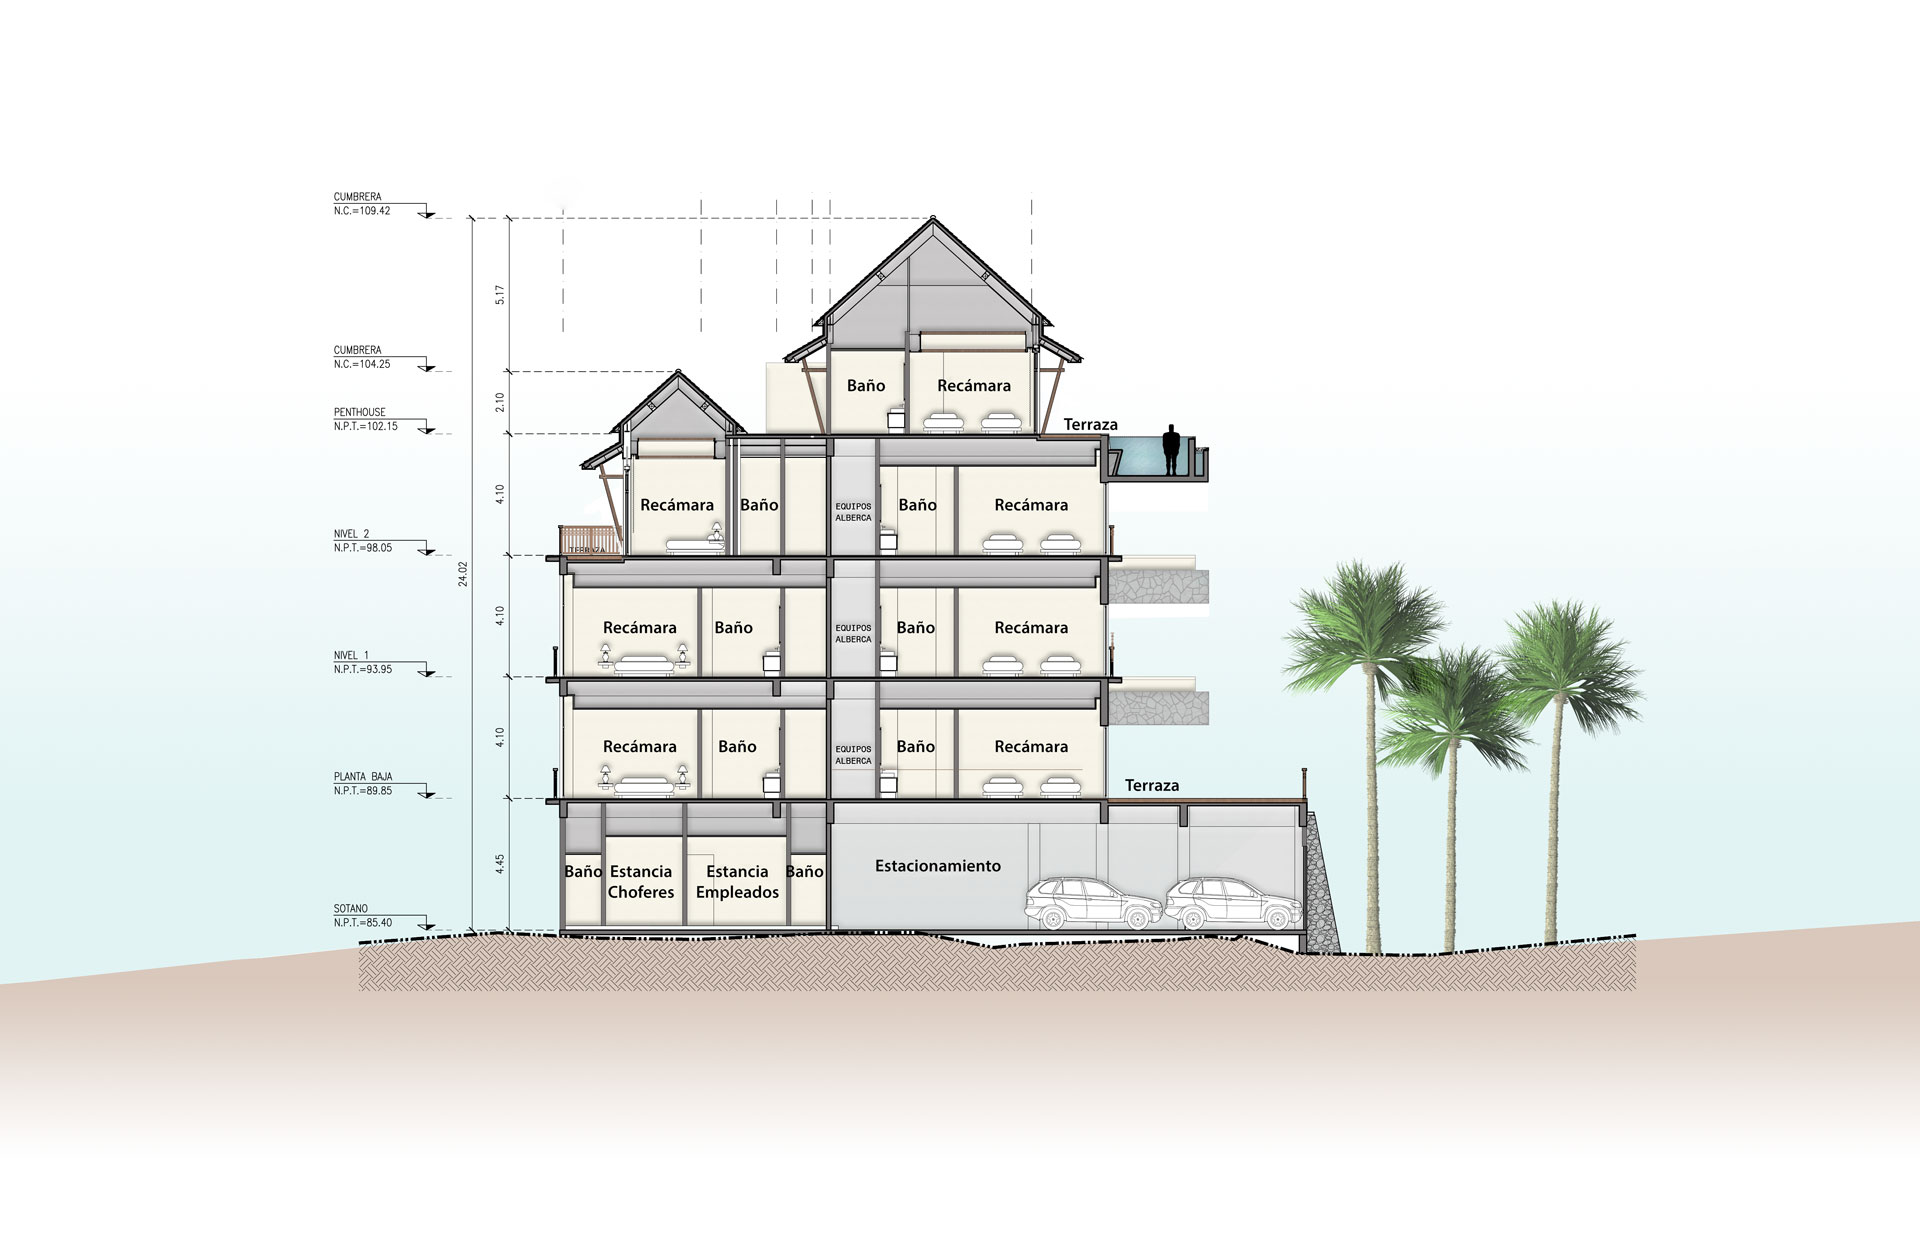 CUMBRERA
N.C.=109.42
5.17
CUMBRERA
N.C.=104.25
2.10
PENTHOUSE
N.P.T.=102.15
Baño
Recámara
Terraza
4.10
Recámara
Baño
EQUIPOS
ALBERCA
Baño
Recámara
NIVEL 2
N.P.T.=98.05
TERRAZA
24.02
4.10
Recámara
Baño
EQUIPOS
ALBERCA
Baño
Recámara
NIVEL 1
N.P.T.=93.95
4.10
Recámara
Baño
EQUIPOS
ALBERCA
Baño
Recámara
PLANTA BAJA
N.P.T.=89.85
Terraza
4.45
Baño
Estancia
Choferes
Estancia
Empleados
Baño
Estacionamiento
SOTANO
N.P.T.=85.40